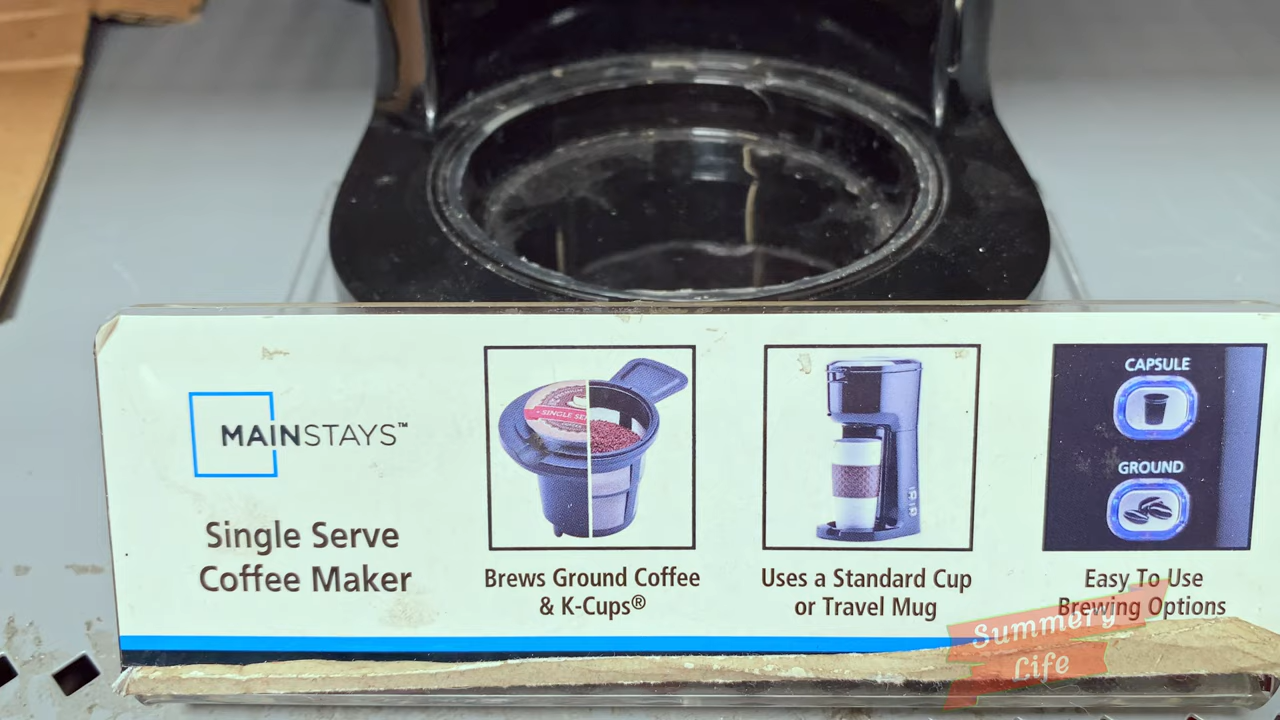 MAINSTAYS™
Single Serve
Coffee Maker
SINGLE SE
Brews Ground Coffee
& K-Cups®
Uses a Standard Cup
or Travel Mug
CAPSULE
GROUND
Easy To Use
Brewing Options
Summery
Life